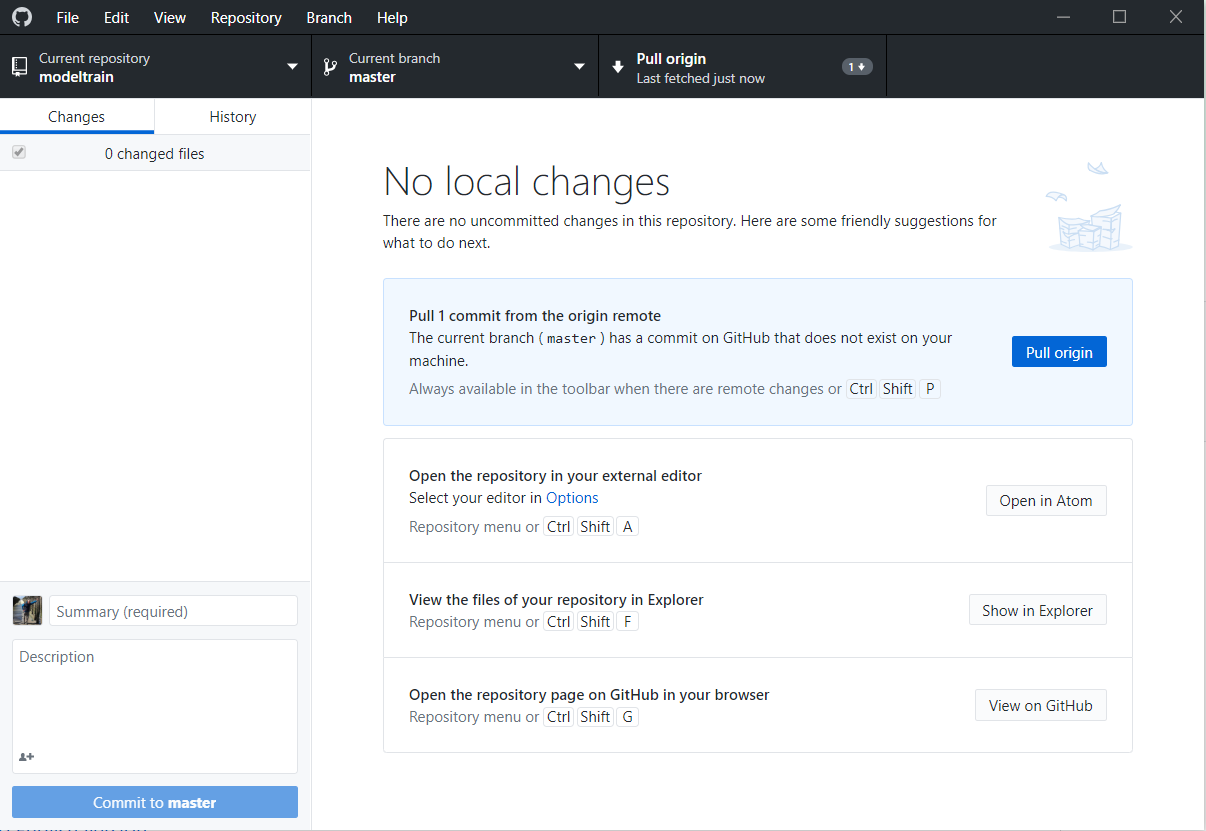 File Edit View Repository Branch Help
Current repository
modeltrain
Current branch
master
Pull origin
Last fetched just now
1
Changes History
0 changed files
No local changes
There are no uncommitted changes in this repository. Here are some friendly suggestions for
what to do next.
Pull 1 commit from the origin remote
The current branch ( master ) has a commit on GitHub that does not exist on your
machine.
Always available in the toolbar when there are remote changes or Ctrl Shift P
Pull origin
Open the repository in your external editor
Select your editor in Options
Repository menu or Ctrl Shift A
Open in Atom
View the files of your repository in Explorer
Repository menu or Ctrl Shift F
Show in Explorer
Open the repository page on GitHub in your browser
Repository menu or Ctrl Shift G
View on GitHub
Summary (required)
Description
Commit to master